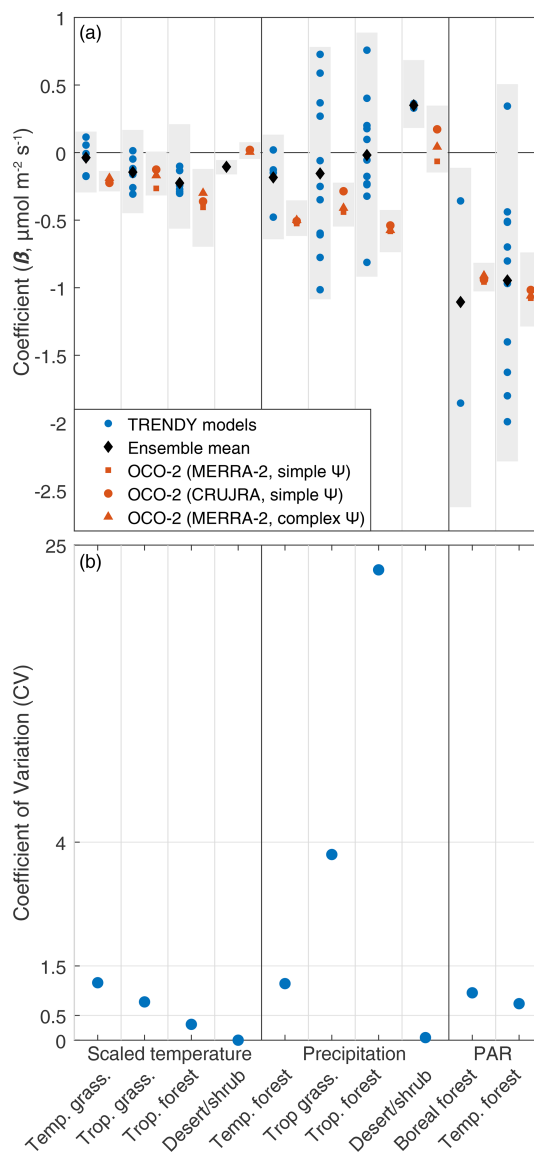 (a)
1
0.5
0
-0.5
-1
-1.5
-2
-2.5
Coefficient (ß, μmol m⁻² s⁻¹)
TRENDY models
Ensemble mean
OCO-2 (MERRA-2, simple Ψ)
OCO-2 (CRUJRA, simple Ψ)
OCO-2 (MERRA-2, complex Ψ)
(b)
25
4
1.5
0.5
0
Coefficient of Variation (CV)
Scaled temperature Precipitation PAR
Temp. grass.
Trop. grass.
Trop. forest
Desert/shrub
Temp. forest
Trop grass.
Trop. forest
Desert/shrub
Boreal forest
Temp. forest